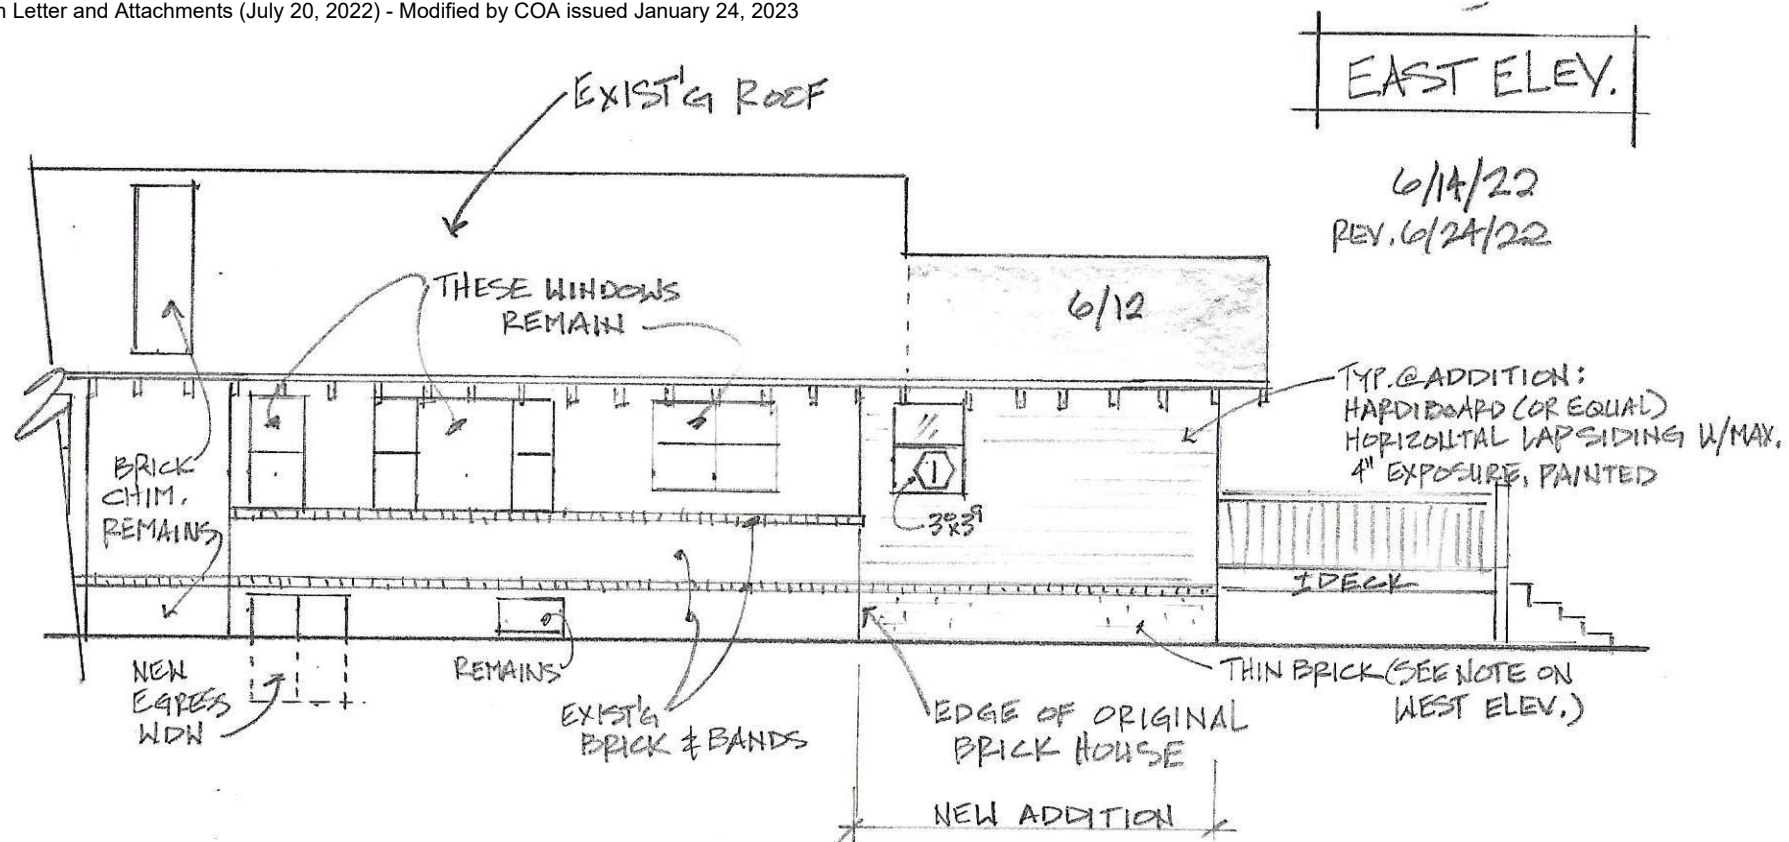 n Letter and Attachments (July 20, 2022) - Modified by COA issued January 24, 2023
EAST ELEV.
6/14/22
REV. 6/24/22
EXIST'G ROOF
THESE WINDOWS
REMAIN
6/12
TYP. @ ADDITION:
HARDIBOARD (OR EQUAL)
HORIZONTAL LAP SIDING W/MAX.
4" EXPOSURE, PAINTED
BRICK
CHIM.
REMAINS
1
3⁰x3⁹
±DECK
NEW
EGRESS
WDN
REMAINS
EXIST'G
BRICK & BANDS
EDGE OF ORIGINAL
BRICK HOUSE
THIN BRICK (SEE NOTE ON
WEST ELEV.)
NEW ADDITION